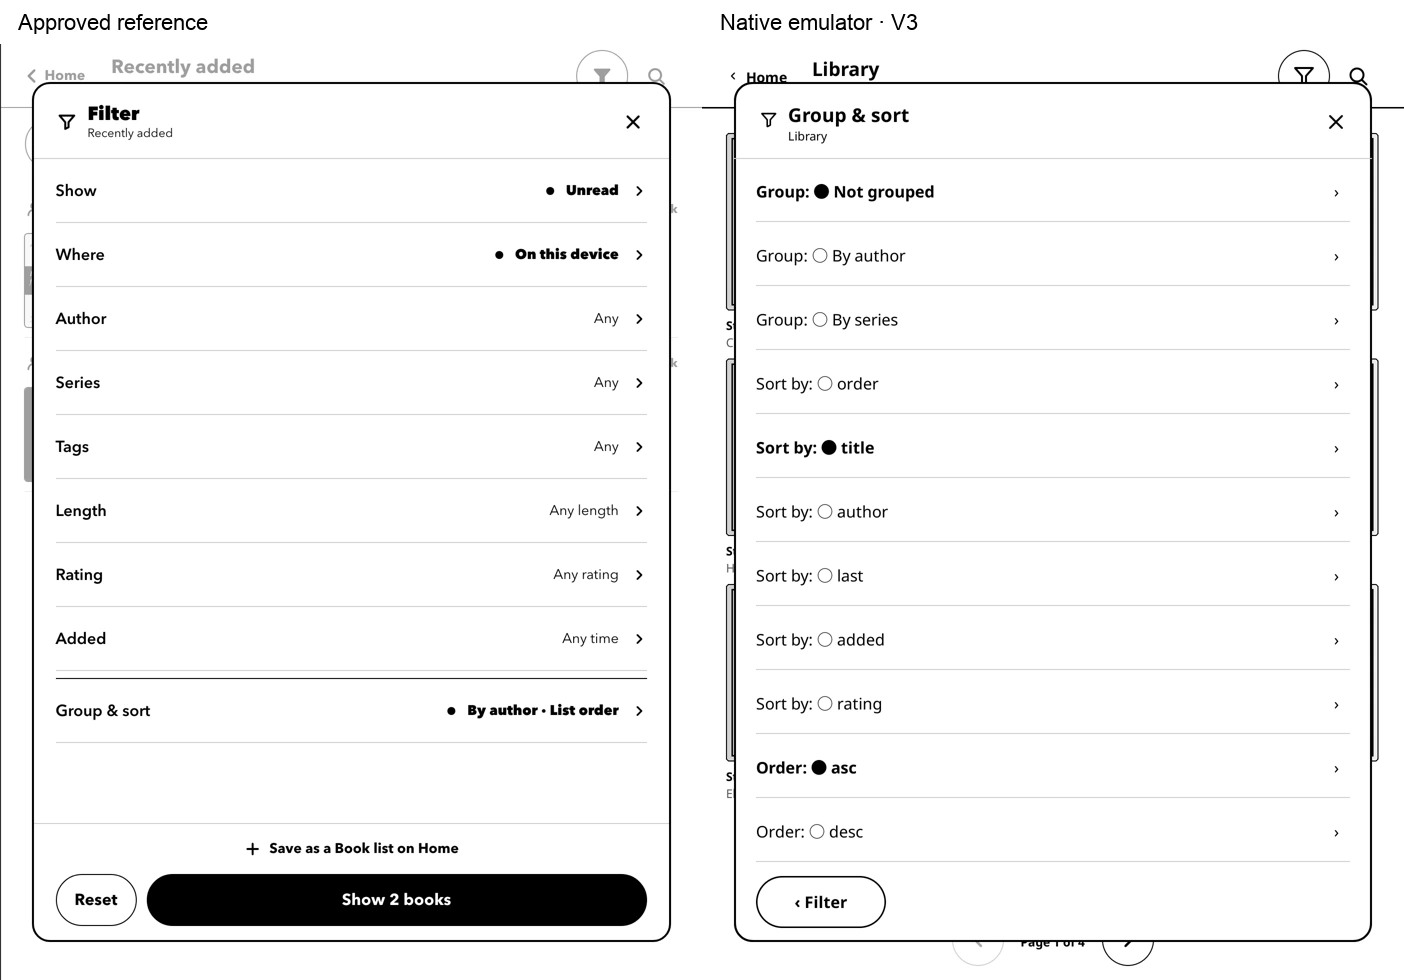 Approved reference
Home
Recently added
Filter
Recently added
Show
Unread
Where
On this device
Author
Any
Series
Any
Tags
Any
Length
Any length
Rating
Any rating
Added
Any time
Group & sort
By author · List order
Save as a Book list on Home
Reset
Show 2 books
Native emulator · V3
Home
Library
Group & sort
Library
Group: Not grouped
Group: By author
Group: By series
Sort by: order
Sort by: title
Sort by: author
Sort by: last
Sort by: added
Sort by: rating
Order: asc
Order: desc
‹ Filter
Page 1 of 4